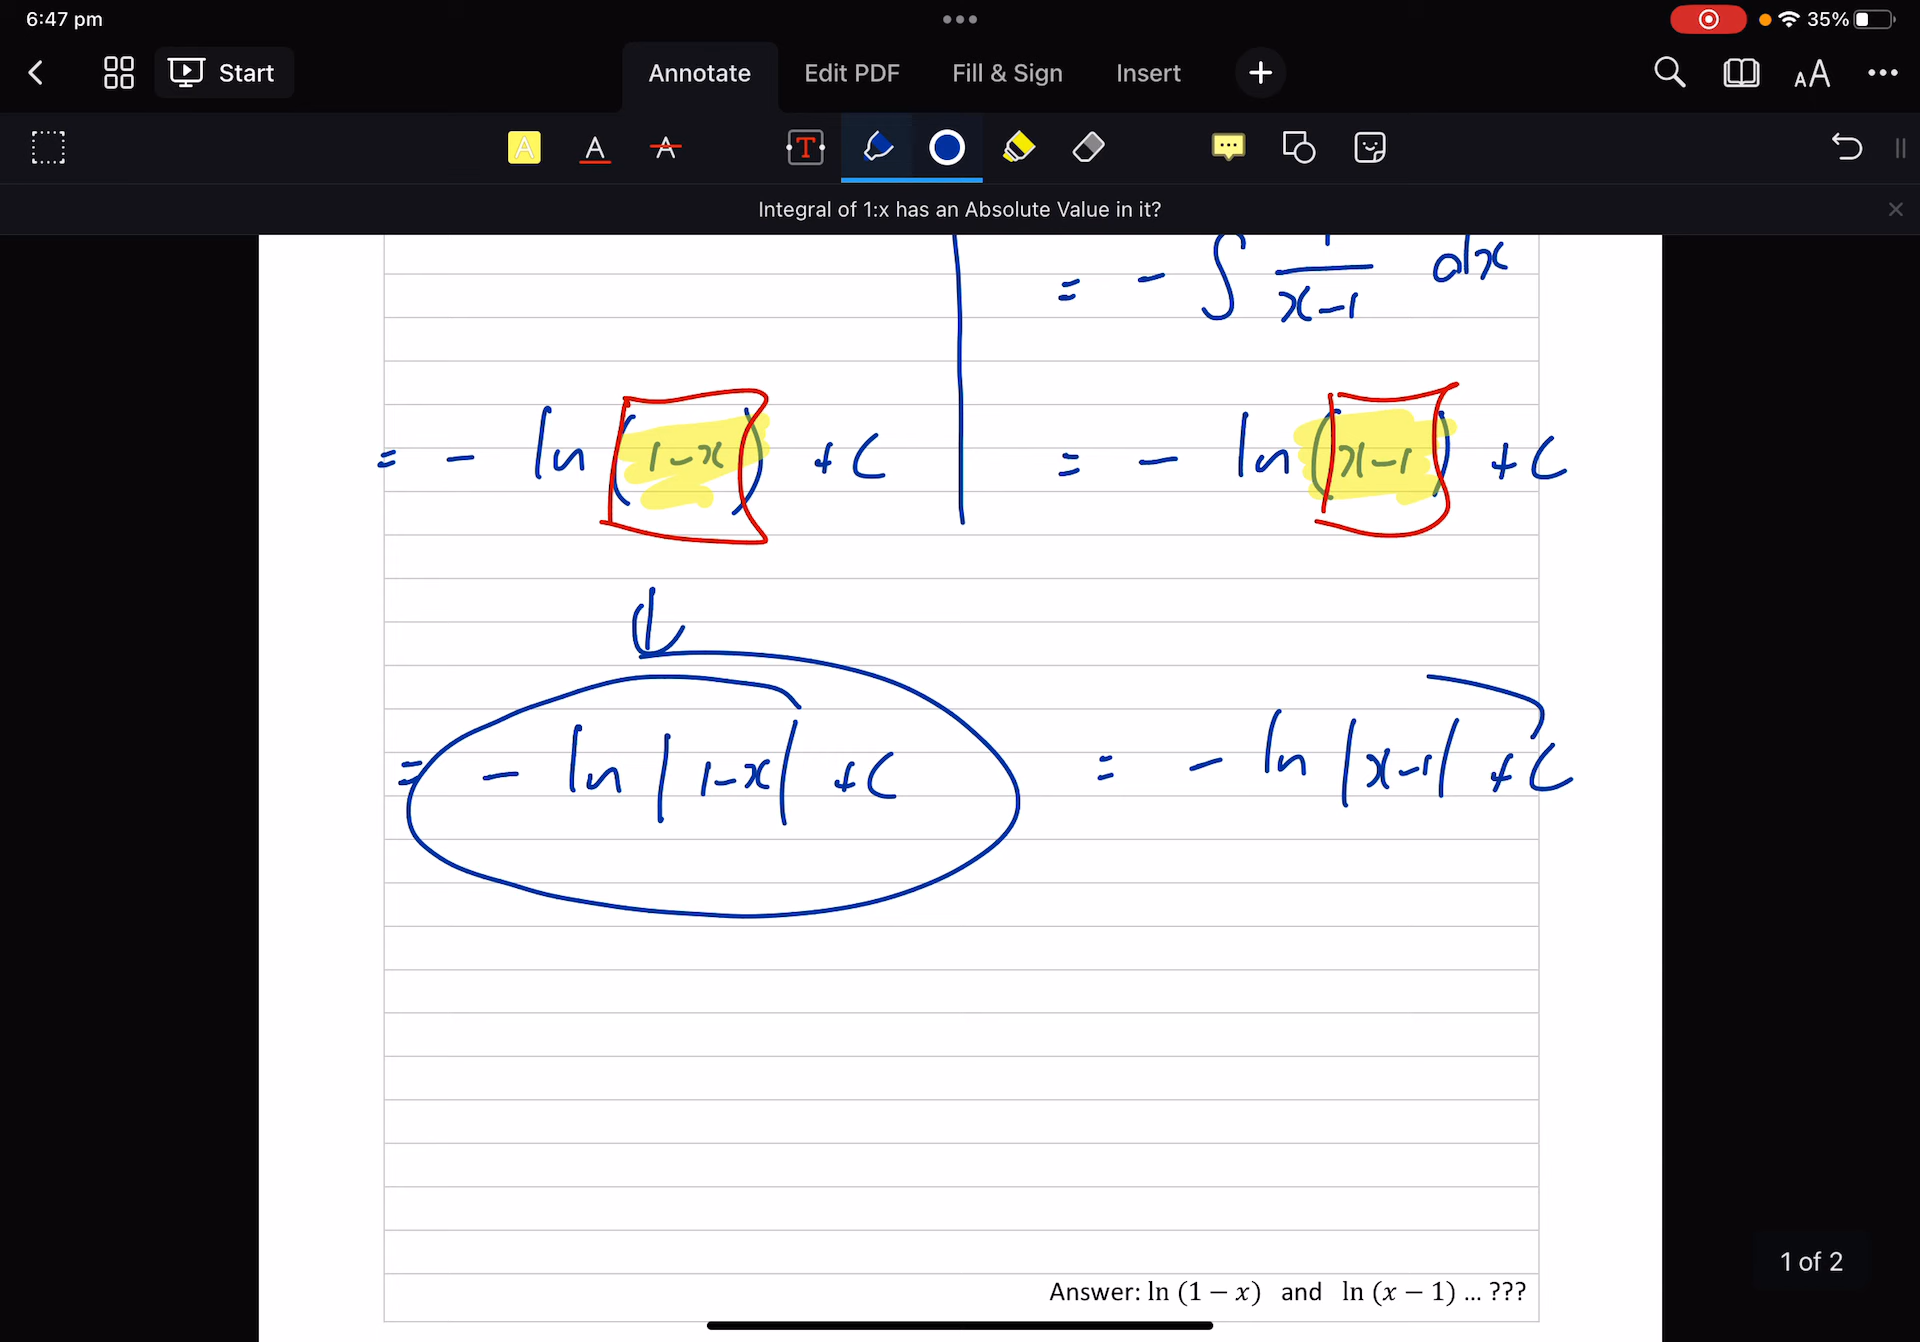 6:47 pm
35%
Start
Annotate
Edit PDF
Fill & Sign
Insert
AA
A A A T
Integral of 1:x has an Absolute Value in it?
= - ∫ 1/(x-1) dx
= - ln (1-x) + C
= - ln (x-1) + C
= - ln |1-x| + C
= - ln |x-1| + C
1 of 2
Answer: ln (1 − x) and ln (x − 1) ... ???